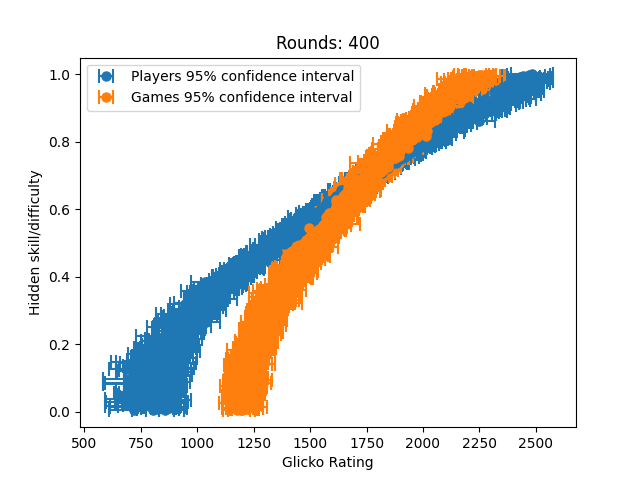 Rounds: 400
Players 95% confidence interval
Games 95% confidence interval
Hidden skill/difficulty
1.0
0.8
0.6
0.4
0.2
0.0
500 750 1000 1250 1500 1750 2000 2250 2500
Glicko Rating